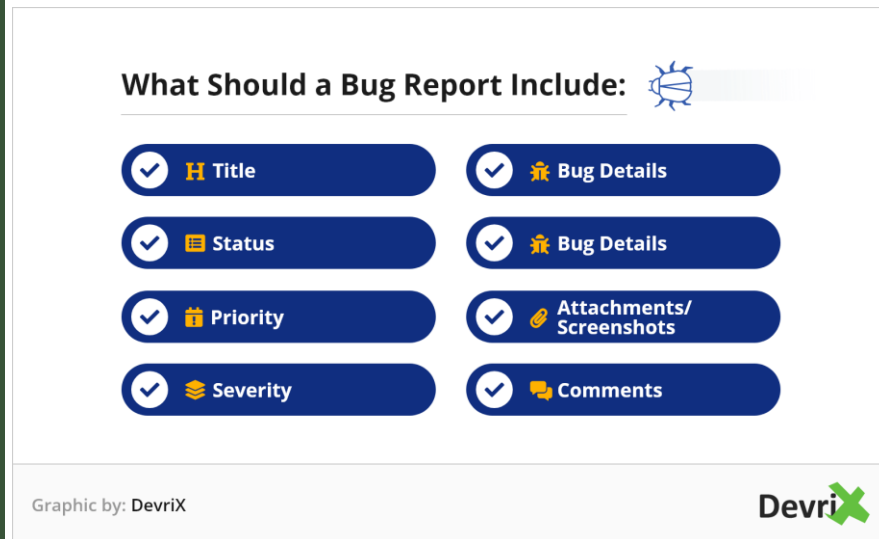 What Should a Bug Report Include:
Title
Bug Details
Status
Bug Details
Priority
Attachments/
Screenshots
Severity
Comments
Graphic by: DevriX
DevriX